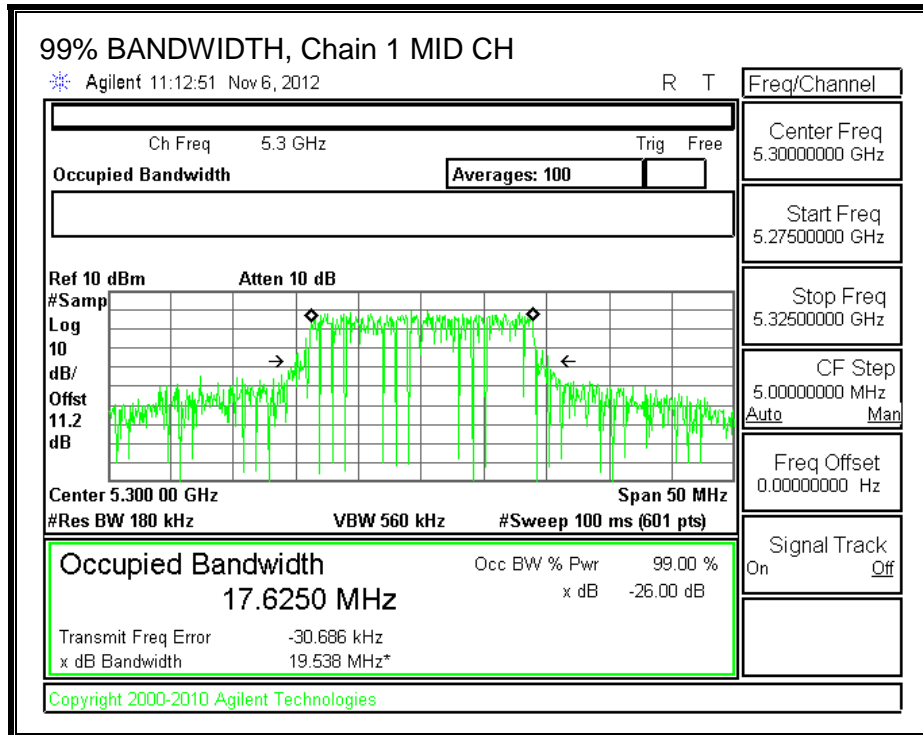 99% BANDWIDTH, Chain 1 MID CH
Agilent 11:12:51 Nov 6, 2012 R T
Ch Freq 5.3 GHz Trig Free
Occupied Bandwidth Averages: 100
Ref 10 dBm Atten 10 dB
#Samp
Log
10
dB/
Offst
11.2
dB
Center 5.300 00 GHz Span 50 MHz
#Res BW 180 kHz VBW 560 kHz #Sweep 100 ms (601 pts)
Occupied Bandwidth Occ BW % Pwr 99.00 %
17.6250 MHz x dB -26.00 dB
Transmit Freq Error -30.686 kHz
x dB Bandwidth 19.538 MHz*
Copyright 2000-2010 Agilent Technologies
Freq/Channel
Center Freq
5.30000000 GHz
Start Freq
5.27500000 GHz
Stop Freq
5.32500000 GHz
CF Step
5.00000000 MHz
Auto Man
Freq Offset
0.00000000 Hz
Signal Track
On Off